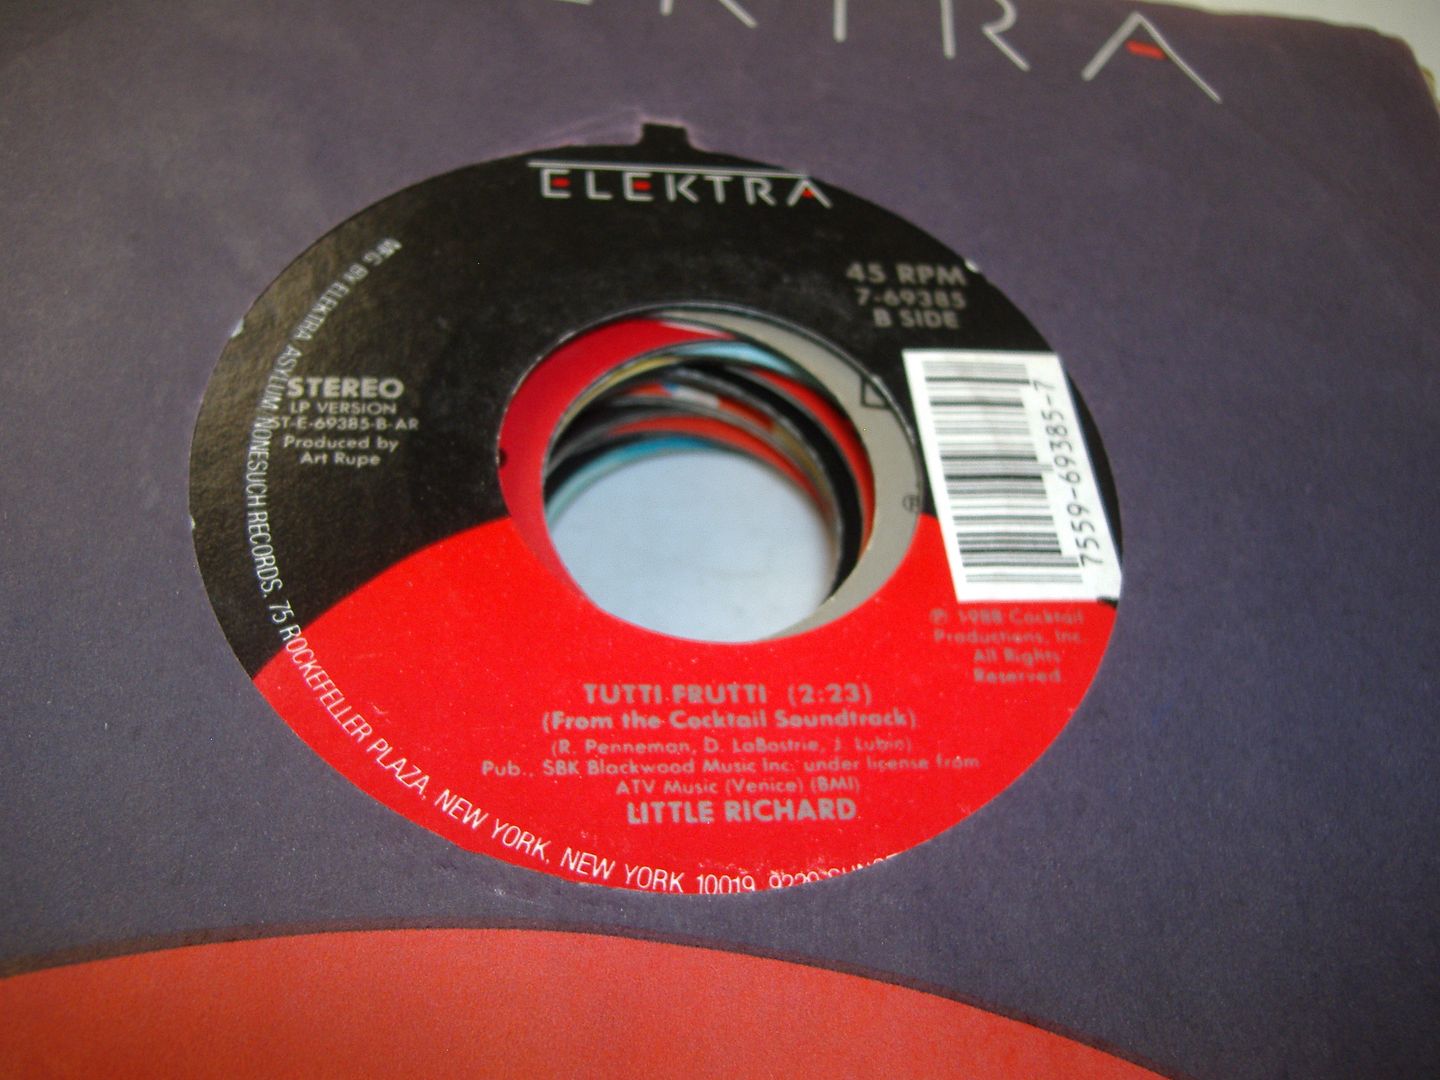 KTRA
ELEKTRA
45 RPM
7-69385
B SIDE
STEREO
LP VERSION
ST-E-69385-B-AR
Produced by
Art Rupe
7559-69385-7
℗ 1988 Cocktail
Productions, Inc.
All Rights
Reserved.
TUTTI FRUTTI (2:23)
(From the Cocktail Soundtrack)
(R. Penneman, D. LaBostrie, J. Lubin)
Pub., SBK Blackwood Music Inc. under license from
ATV Music (Venice) (BMI)
LITTLE RICHARD
MFG. BY ELEKTRA, ASYLUM, NONESUCH RECORDS, 75 ROCKEFELLER PLAZA, NEW YORK, NEW YORK 10019, 9229
℗